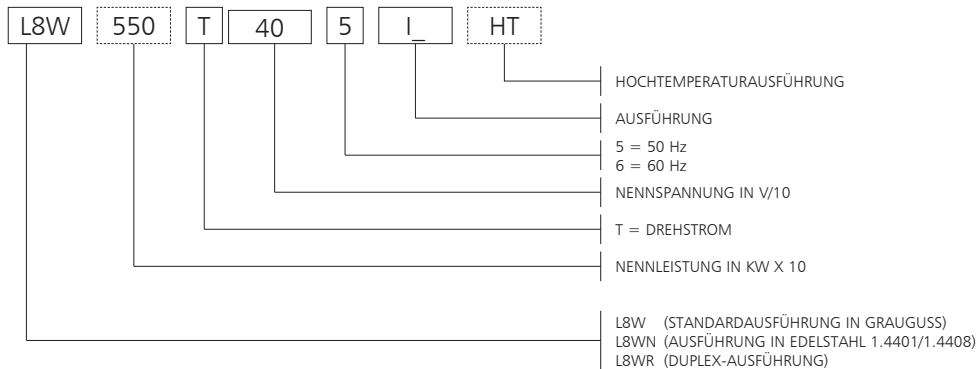 L8W 550 T 40 5 I_ HT
HOCHTEMPERATURAUSFÜHRUNG
AUSFÜHRUNG
5 = 50 Hz
6 = 60 Hz
NENNSPANNUNG IN V/10
T = DREHSTROM
NENNLEISTUNG IN KW X 10
L8W (STANDARDAUSFÜHRUNG IN GRAUGUSS)
L8WN (AUSFÜHRUNG IN EDELSTAHL 1.4401/1.4408)
L8WR (DUPLEX-AUSFÜHRUNG)